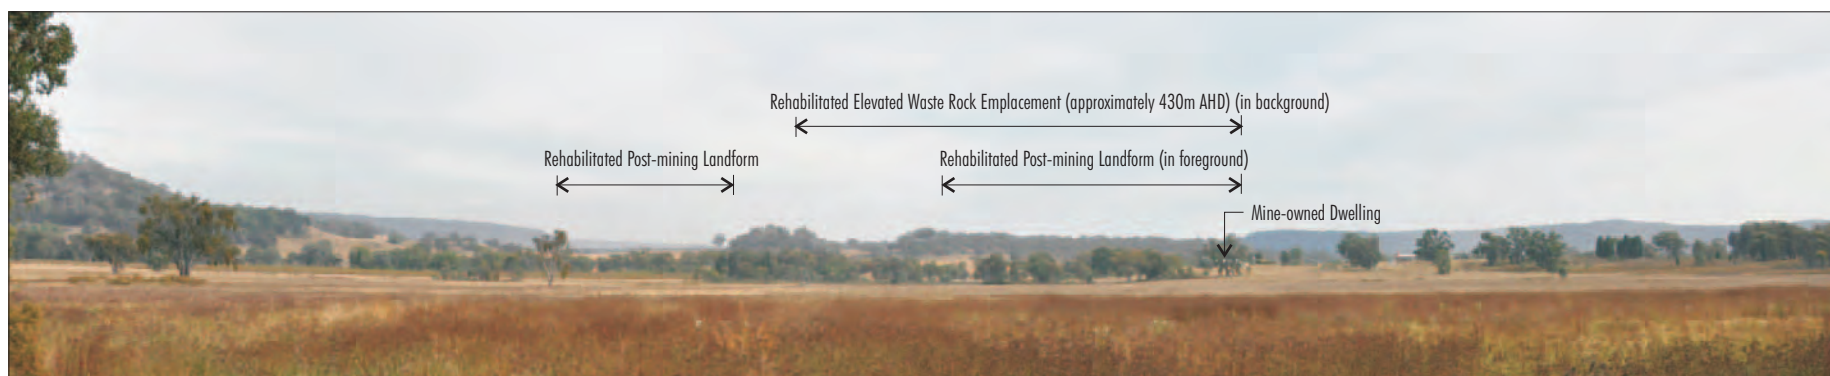 Rehabilitated Elevated Waste Rock Emplacement (approximately 430m AHD) (in background)
Rehabilitated Post-mining Landform
Rehabilitated Post-mining Landform (in foreground)
Mine-owned Dwelling